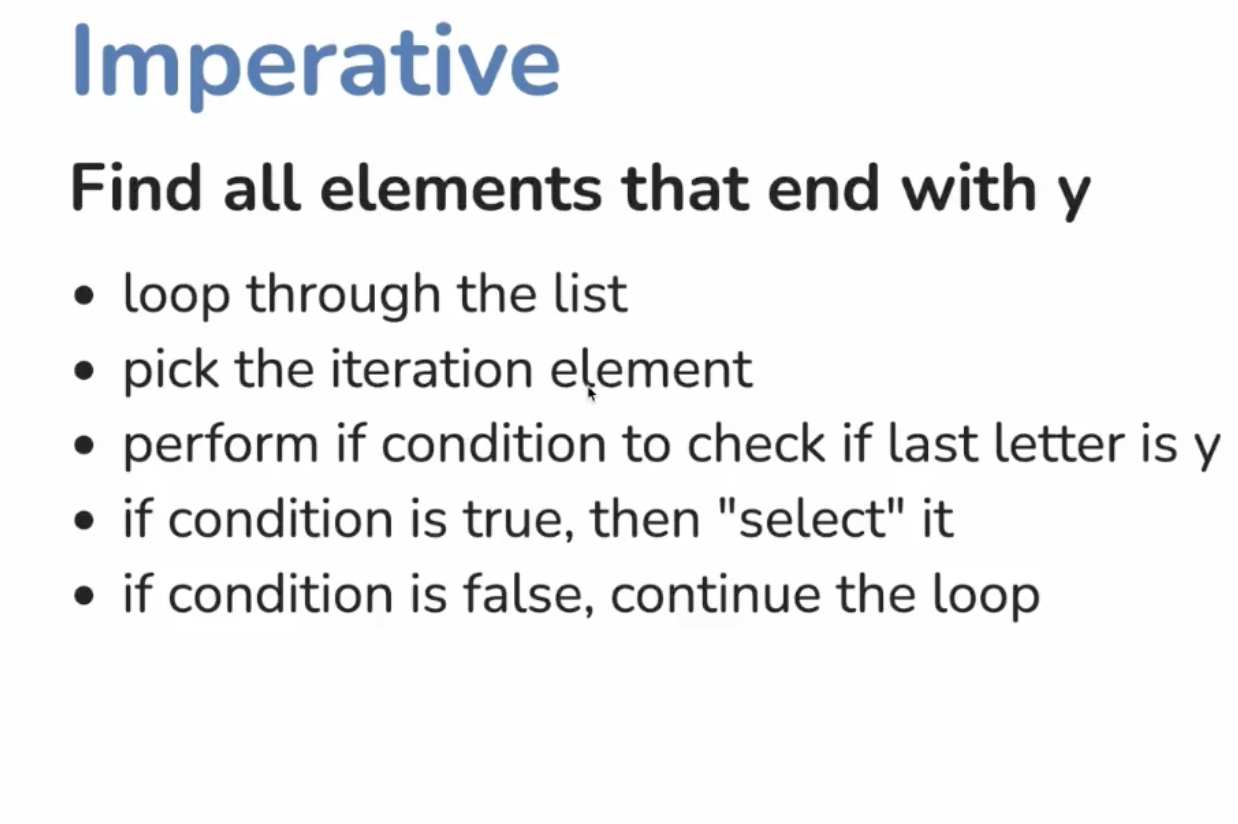 Imperative
Find all elements that end with y
• loop through the list
• pick the iteration element
• perform if condition to check if last letter is y
• if condition is true, then "select" it
• if condition is false, continue the loop